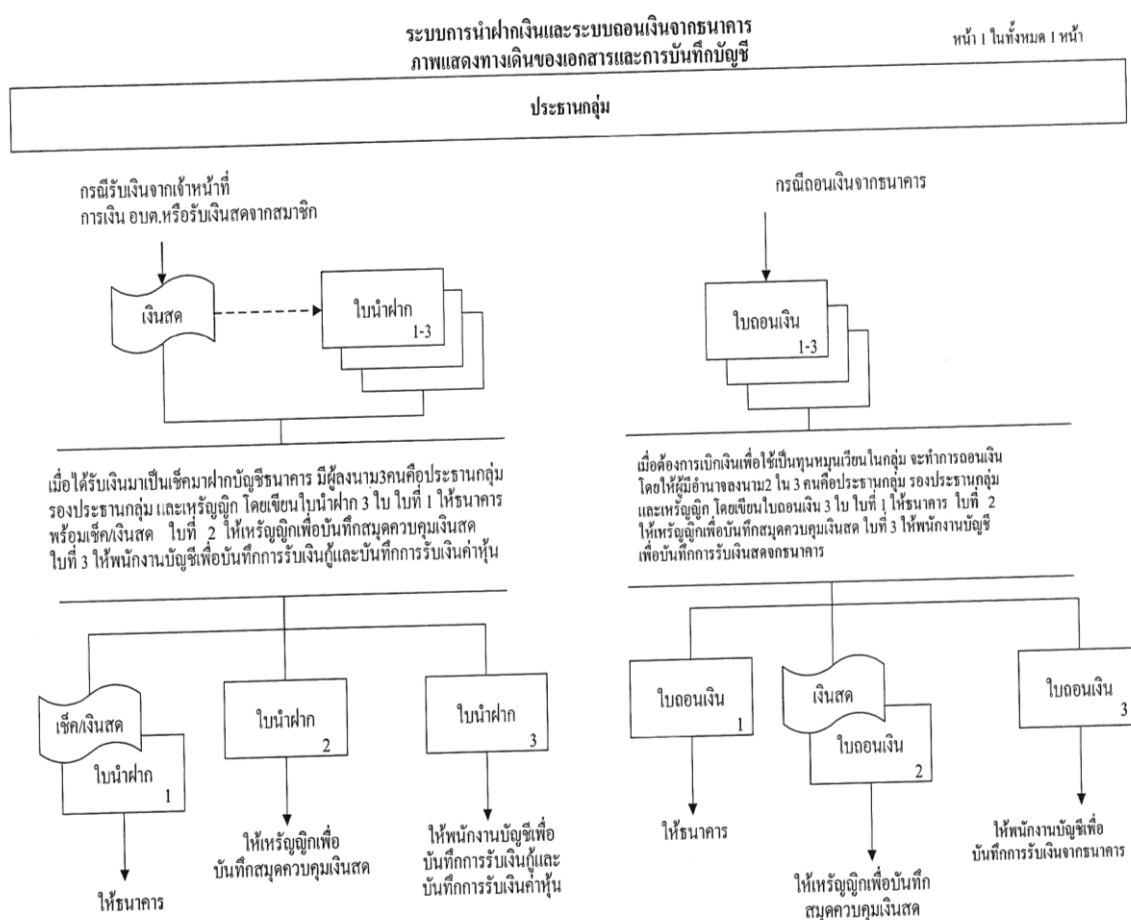 ระบบการนำฝากเงินและระบบถอนเงินจากธนาคาร
หน้า 1 ในทั้งหมด 1 หน้า
ภาพแสดงทางเดินของเอกสารและการบันทึกบัญชี
ประธานกลุ่ม
กรณีรับเงินจากเจ้าหน้าที่
การเงิน อบต.หรือรับเงินสดจากสมาชิก
เงินสด
ใบนำฝาก
1-3
เมื่อได้รับเงินมาเป็นเช็คมาฝากบัญชีธนาคาร มีผู้ลงนาม3คนคือประธานกลุ่ม
รองประธานกลุ่ม และเหรัญญิก โดยเขียนใบนำฝาก 3 ใบ ใบที่ 1 ให้ธนาคาร
พร้อมเช็ค/เงินสด ใบที่ 2 ให้เหรัญญิกเพื่อบันทึกสมุดควบคุมเงินสด
ใบที่ 3 ให้พนักงานบัญชีเพื่อบันทึกการรับเงินกู้และบันทึกการรับเงินค่าหุ้น
เช็ค/เงินสด
ใบนำฝาก
1
ให้ธนาคาร
ใบนำฝาก
2
ให้เหรัญญิกเพื่อ
บันทึกสมุดควบคุมเงินสด
ใบนำฝาก
3
ให้พนักงานบัญชีเพื่อ
บันทึกการรับเงินกู้และ
บันทึกการรับเงินค่าหุ้น
กรณีถอนเงินจากธนาคาร
ใบถอนเงิน
1-3
เมื่อต้องการเบิกเงินเพื่อใช้เป็นทุนหมุนเวียนในกลุ่ม จะทำการถอนเงิน
โดยให้ผู้มีอำนาจลงนาม2 ใน 3 คนคือประธานกลุ่ม รองประธานกลุ่ม
และเหรัญญิก โดยเขียนใบถอนเงิน 3 ใบ ใบที่ 1 ให้ธนาคาร ใบที่ 2
ให้เหรัญญิกเพื่อบันทึกสมุดควบคุมเงินสด ใบที่ 3 ให้พนักงานบัญชี
เพื่อบันทึกการรับเงินสดจกธนาคาร
ใบถอนเงิน
1
ให้ธนาคาร
เงินสด
ใบถอนเงิน
2
ให้เหรัญญิกเพื่อบันทึก
สมุดควบคุมเงินสด
ใบถอนเงิน
3
ให้พนักงานบัญชีเพื่อ
บันทึกการรับเงินจากธนาคาร